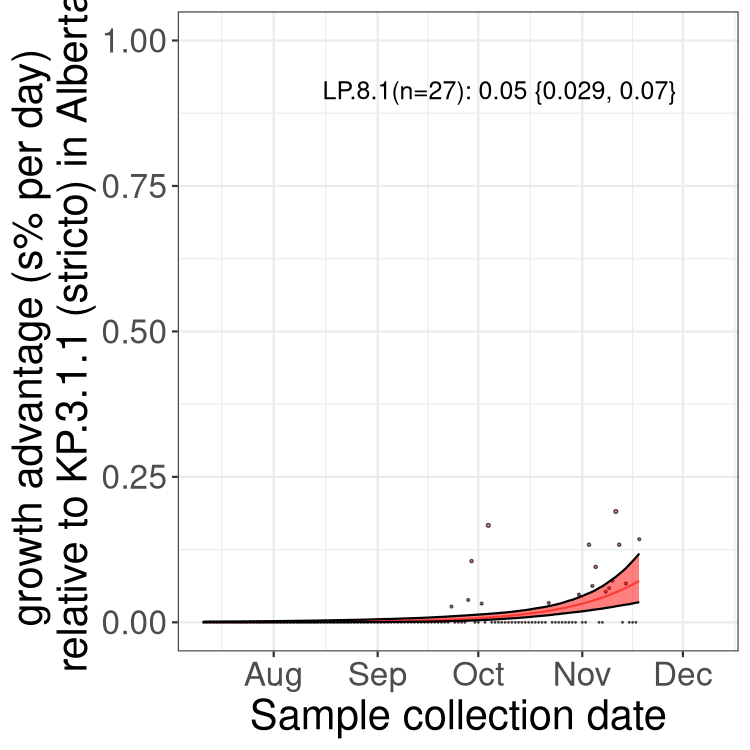 growth advantage (s% per day)
relative to KP.3.1.1 (stricto) in Alberta
1.00
0.75
0.50
0.25
0.00
LP.8.1(n=27): 0.05 {0.029, 0.07}
Aug Sep Oct Nov Dec
Sample collection date